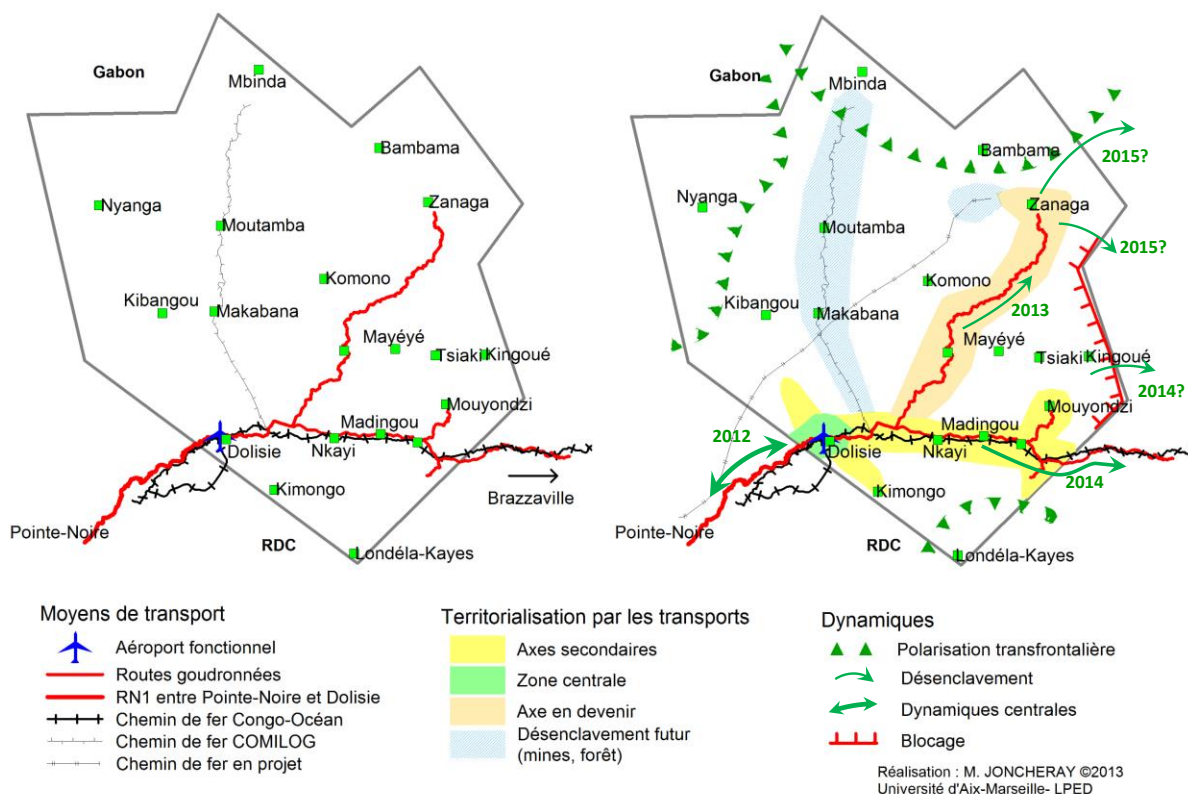 Gabon
Mbinda
Bambama
Nyanga
Zanaga
Moutamba
Komono
Kibangou
Makabana
Mayéyé
Tsiaki
Kingoué
Mouyondzi
Madingou
Dolisie
Nkayi
Kimongo
Brazzaville
Pointe-Noire
RDC
Londéla-Kayes
Gabon
Mbinda
Bambama
2015?
Nyanga
Zanaga
Moutamba
2015?
Komono
Kibangou
Makabana
2013
Mayéyé
Tsiaki
Kingoué
2014?
Mouyondzi
Madingou
2012
Dolisie
Nkayi
2014
Kimongo
Pointe-Noire
RDC
Londéla-Kayes
Moyens de transport
Aéroport fonctionnel
Routes goudronnées
RN1 entre Pointe-Noire et Dolisie
Chemin de fer Congo-Océan
Chemin de fer COMILOG
Chemin de fer en projet
Territorialisation par les transports
Axes secondaires
Zone centrale
Axe en devenir
Désenclavement futur
(mines, forêt)
Dynamiques
Polarisation transfrontalière
Désenclavement
Dynamiques centrales
Blocage
Réalisation : M. JONCHERAY ©2013
Université d'Aix-Marseille- LPED